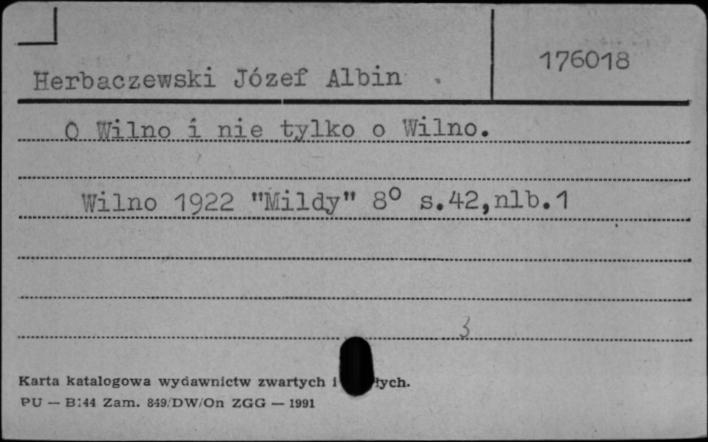 176018
Herbaczewski Józef Albin
O Wilno i nie tylko o Wilno.
Wilno 1922 "Mildy" 8° s.42,nlb.1
3
Karta katalogowa wydawnictw zwartych i
PU — B:44 Zam. 849/DW/On ZGG — 1991